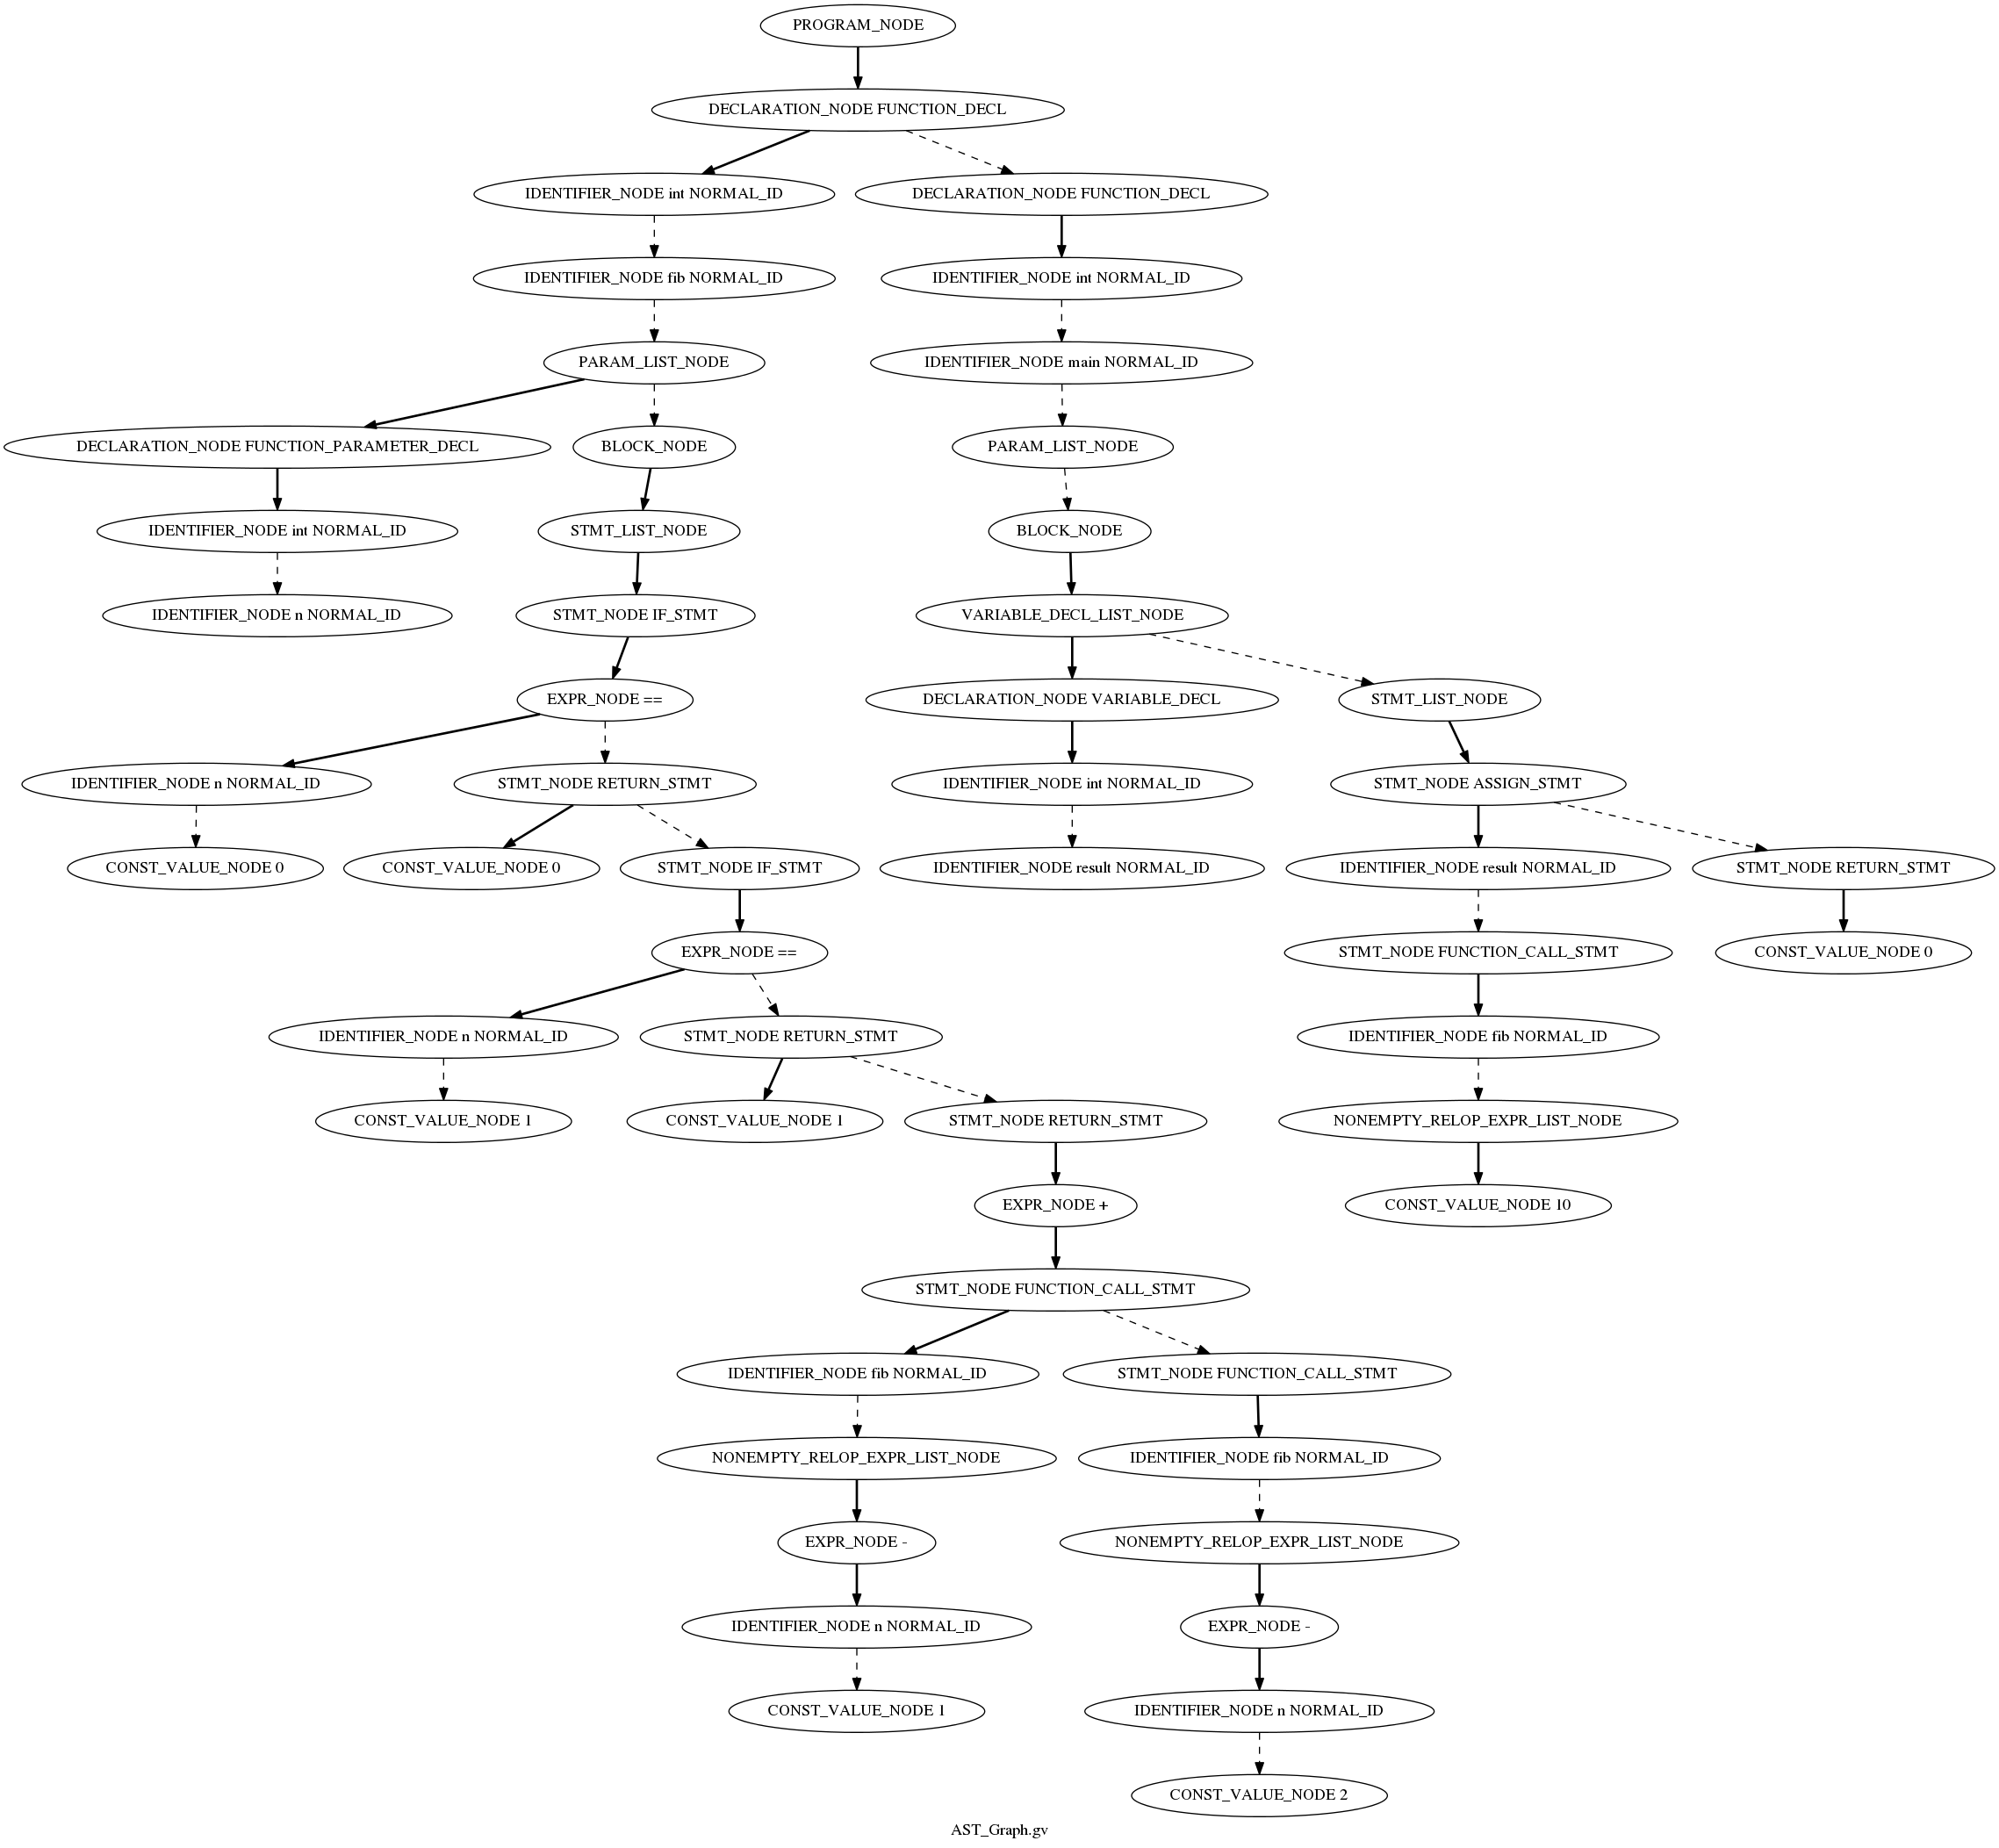 PROGRAM_NODE
DECLARATION_NODE FUNCTION_DECL
IDENTIFIER_NODE int NORMAL_ID
DECLARATION_NODE FUNCTION_DECL
IDENTIFIER_NODE fib NORMAL_ID
IDENTIFIER_NODE int NORMAL_ID
PARAM_LIST_NODE
IDENTIFIER_NODE main NORMAL_ID
DECLARATION_NODE FUNCTION_PARAMETER_DECL
BLOCK_NODE
PARAM_LIST_NODE
IDENTIFIER_NODE int NORMAL_ID
STMT_LIST_NODE
BLOCK_NODE
IDENTIFIER_NODE n NORMAL_ID
STMT_NODE IF_STMT
VARIABLE_DECL_LIST_NODE
EXPR_NODE ==
DECLARATION_NODE VARIABLE_DECL
STMT_LIST_NODE
IDENTIFIER_NODE n NORMAL_ID
STMT_NODE RETURN_STMT
IDENTIFIER_NODE int NORMAL_ID
STMT_NODE ASSIGN_STMT
CONST_VALUE_NODE 0
CONST_VALUE_NODE 0
STMT_NODE IF_STMT
IDENTIFIER_NODE result NORMAL_ID
IDENTIFIER_NODE result NORMAL_ID
STMT_NODE RETURN_STMT
EXPR_NODE ==
STMT_NODE FUNCTION_CALL_STMT
CONST_VALUE_NODE 0
IDENTIFIER_NODE n NORMAL_ID
STMT_NODE RETURN_STMT
IDENTIFIER_NODE fib NORMAL_ID
CONST_VALUE_NODE 1
CONST_VALUE_NODE 1
STMT_NODE RETURN_STMT
NONEMPTY_RELOP_EXPR_LIST_NODE
EXPR_NODE +
CONST_VALUE_NODE 10
STMT_NODE FUNCTION_CALL_STMT
IDENTIFIER_NODE fib NORMAL_ID
STMT_NODE FUNCTION_CALL_STMT
NONEMPTY_RELOP_EXPR_LIST_NODE
IDENTIFIER_NODE fib NORMAL_ID
EXPR_NODE -
NONEMPTY_RELOP_EXPR_LIST_NODE
IDENTIFIER_NODE n NORMAL_ID
EXPR_NODE -
CONST_VALUE_NODE 1
IDENTIFIER_NODE n NORMAL_ID
CONST_VALUE_NODE 2
AST_Graph.gv